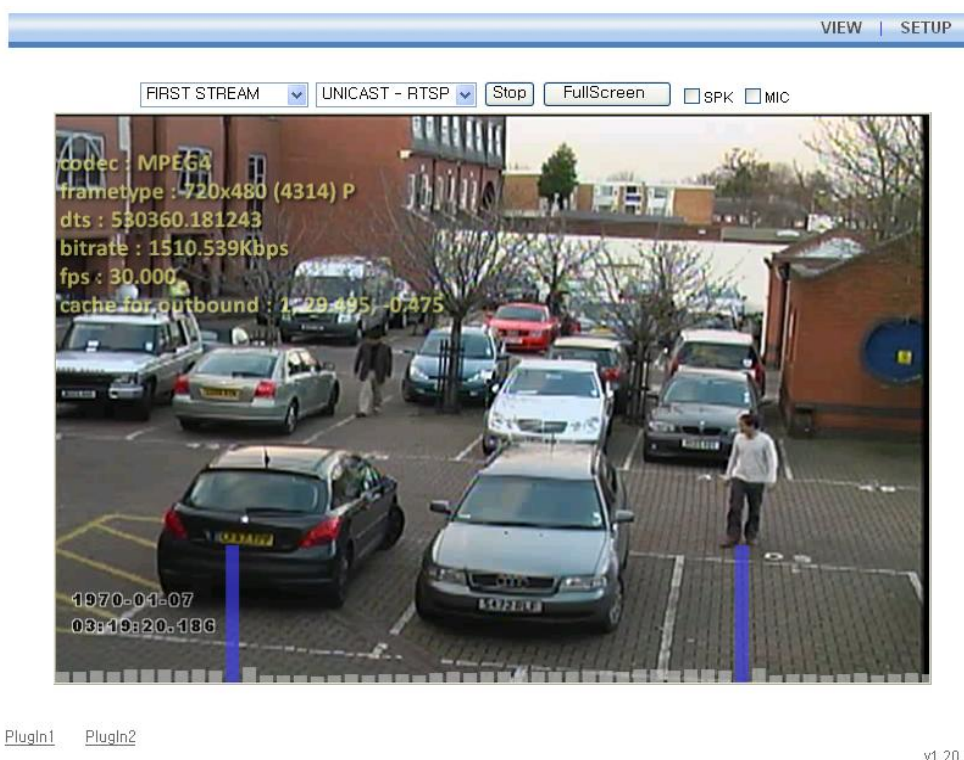 VIEW | SETUP
FIRST STREAM UNICAST - RTSP Stop FullScreen SPK MIC
codec : MPEG4
frametype : 720x480 (4314) P
dts : 530360.181243
bitrate : 1510.539Kbps
fps : 30.000
cache for outbound : 1, 29.495, -0.475
S472 RLF
1970-01-07
03:19:20.186
PlugIn1 PlugIn2
v1.20